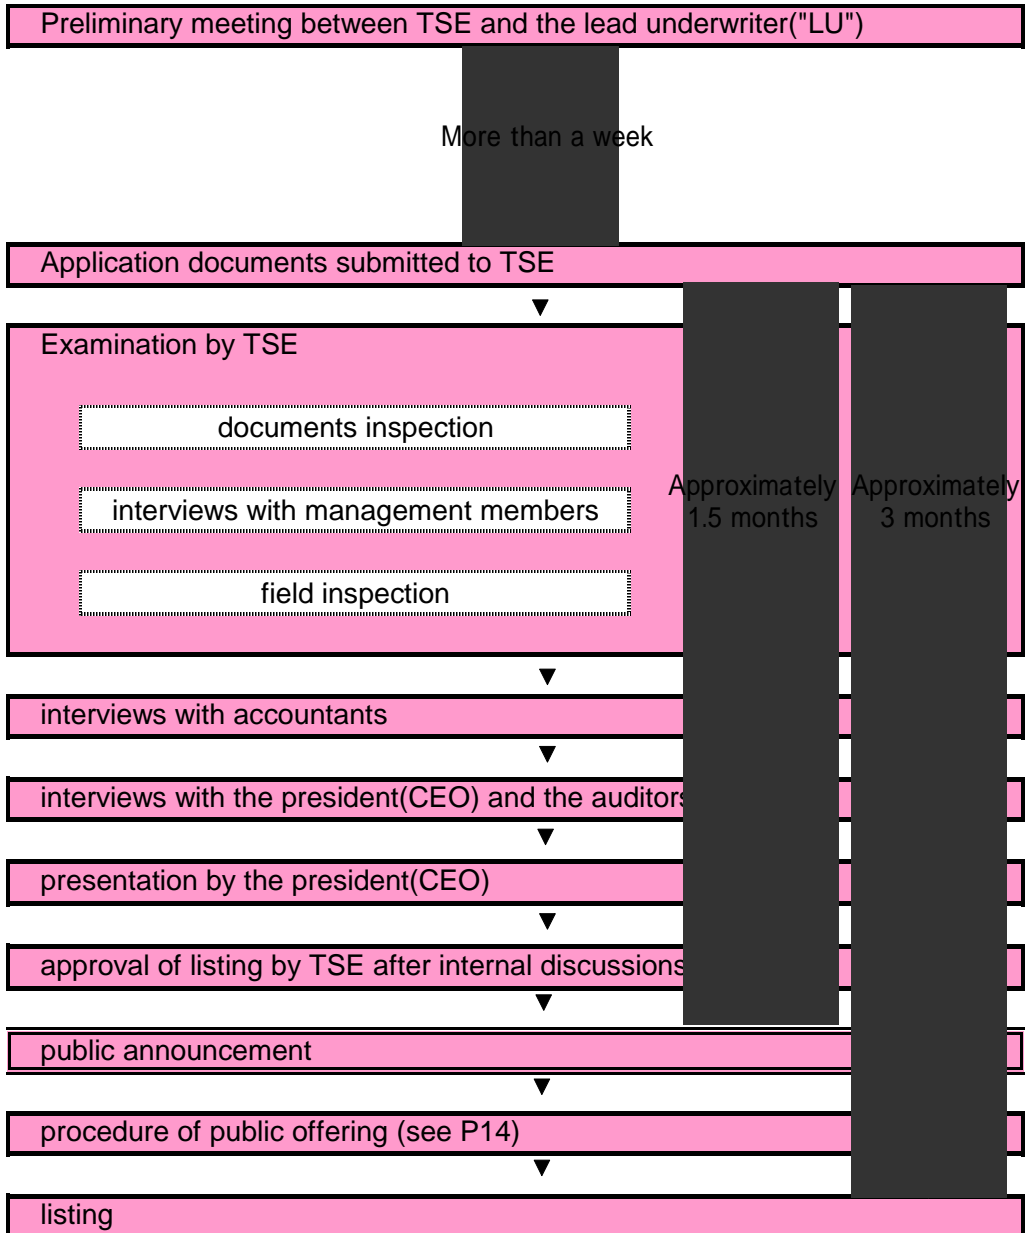 Preliminary meeting between TSE and the lead underwriter("LU")
More than a week
Application documents submitted to TSE
Examination by TSE
documents inspection
interviews with management members
field inspection
Approximately
1.5 months
Approximately
3 months
interviews with accountants
interviews with the president(CEO) and the auditors
presentation by the president(CEO)
approval of listing by TSE after internal discussions
public announcement
procedure of public offering (see P14)
listing